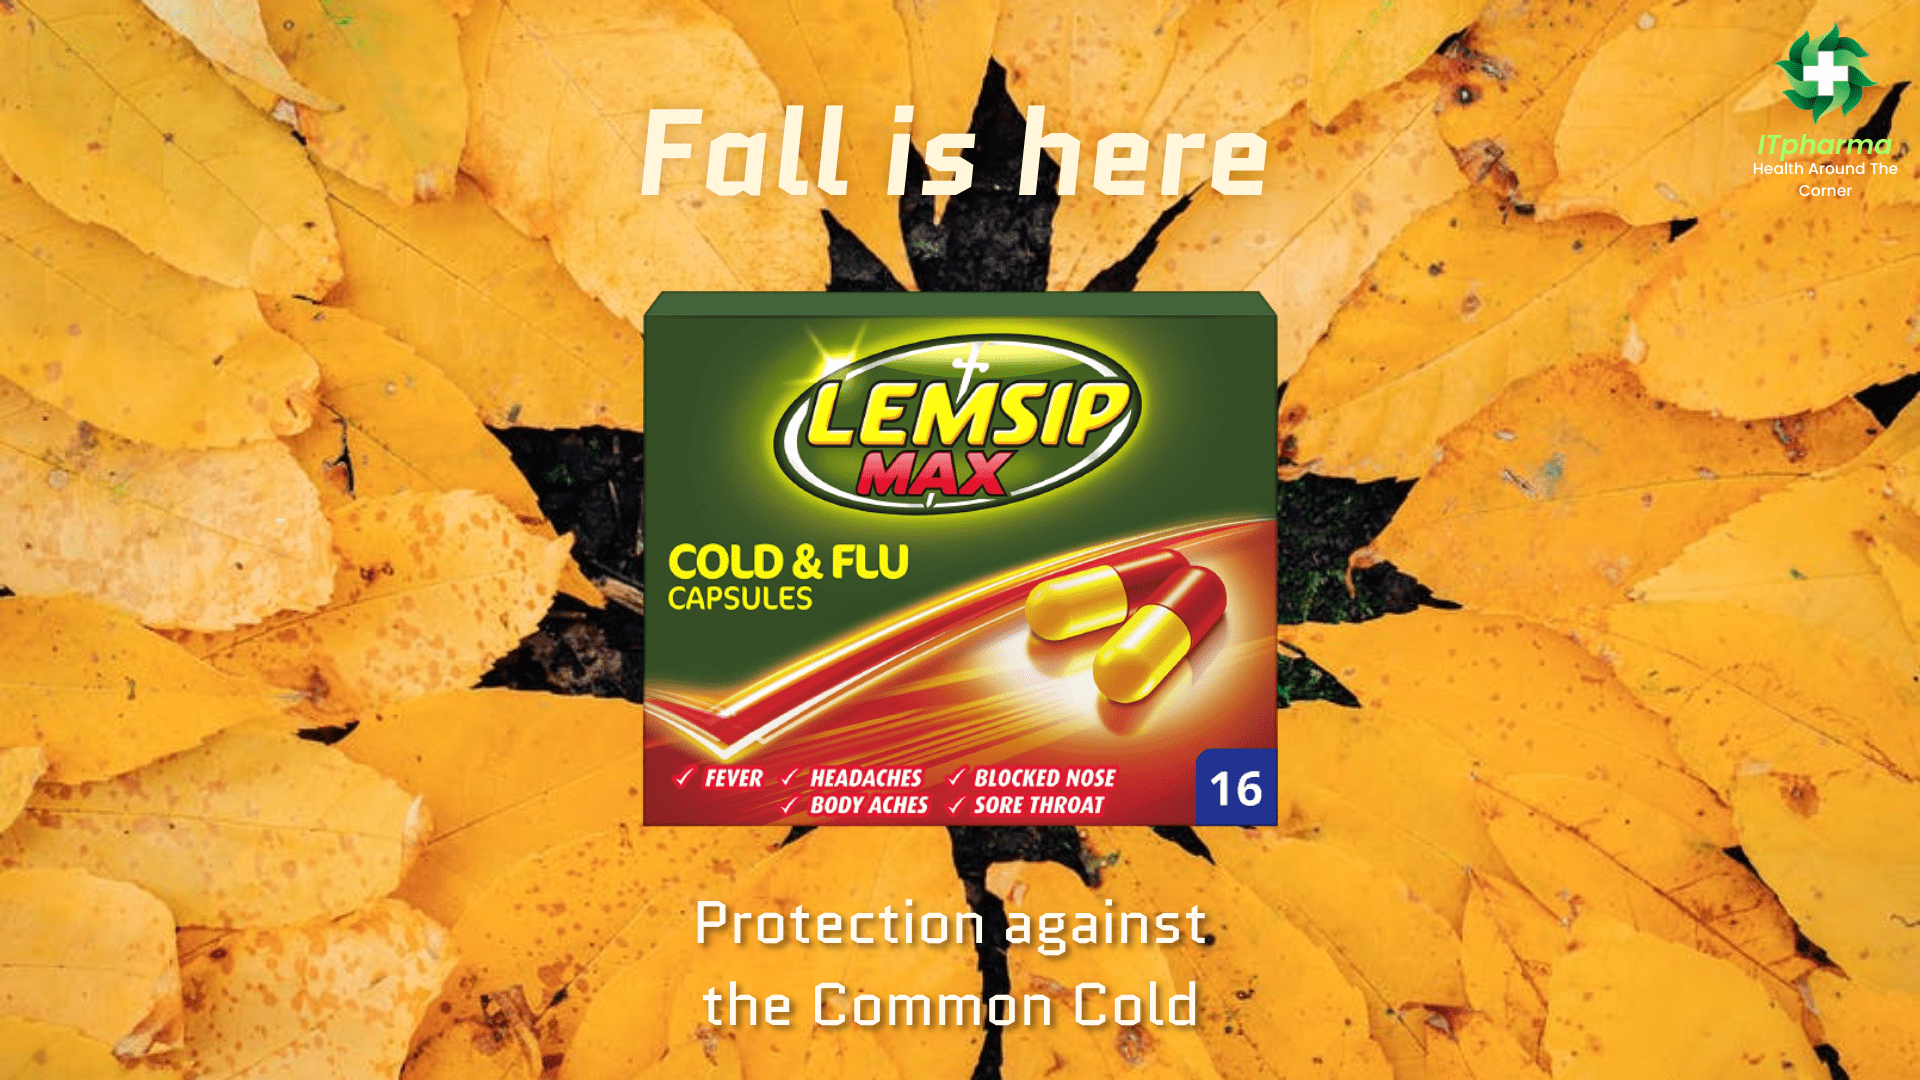 Fall is here
ITpharma
Health Around The
Corner
LEMSIP
MAX
COLD & FLU
CAPSULES
✓ FEVER ✓ HEADACHES ✓ BLOCKED NOSE
✓ BODY ACHES ✓ SORE THROAT
16
Protection against
the Common Cold